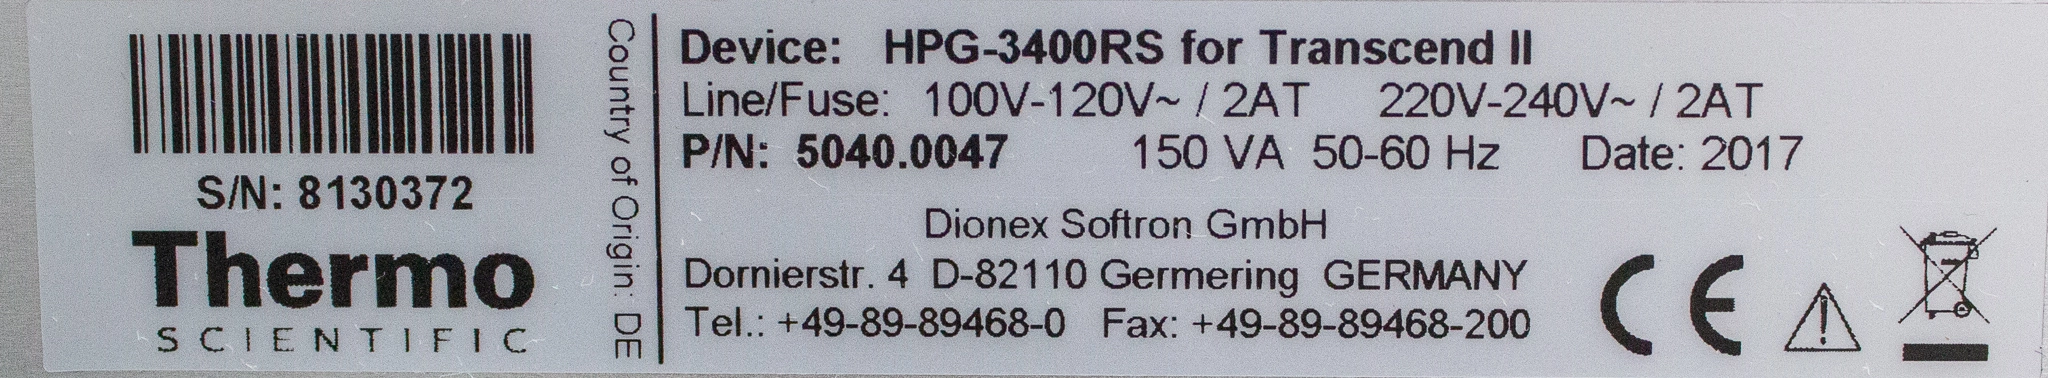 S/N: 8130372
Thermo
SCIENTIFIC
Country of Origin: DE
Device: HPG-3400RS for Transcend II
Line/Fuse: 100V-120V~ / 2AT 220V-240V~ / 2AT
P/N: 5040.0047 150 VA 50-60 Hz Date: 2017
Dionex Softron GmbH
Dornierstr. 4 D-82110 Germering GERMANY
Tel.: +49-89-89468-0 Fax: +49-89-89468-200
CE